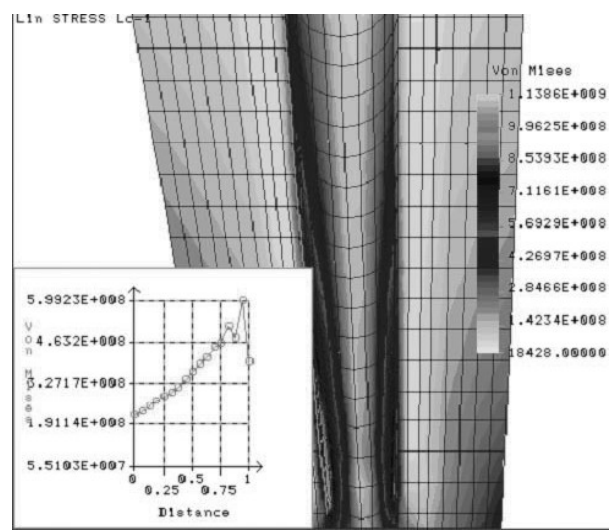 Lin STRESS Lc=1
Von Mises
1.1386E+009
9.9625E+008
8.5393E+008
7.1161E+008
5.6929E+008
4.2697E+008
2.8466E+008
1.4234E+008
18428.00000
5.9923E+008
4.632E+008
3.2717E+008
1.9114E+008
5.5103E+007
Von Mises
0 0.5 1
0.25 0.75
Distance